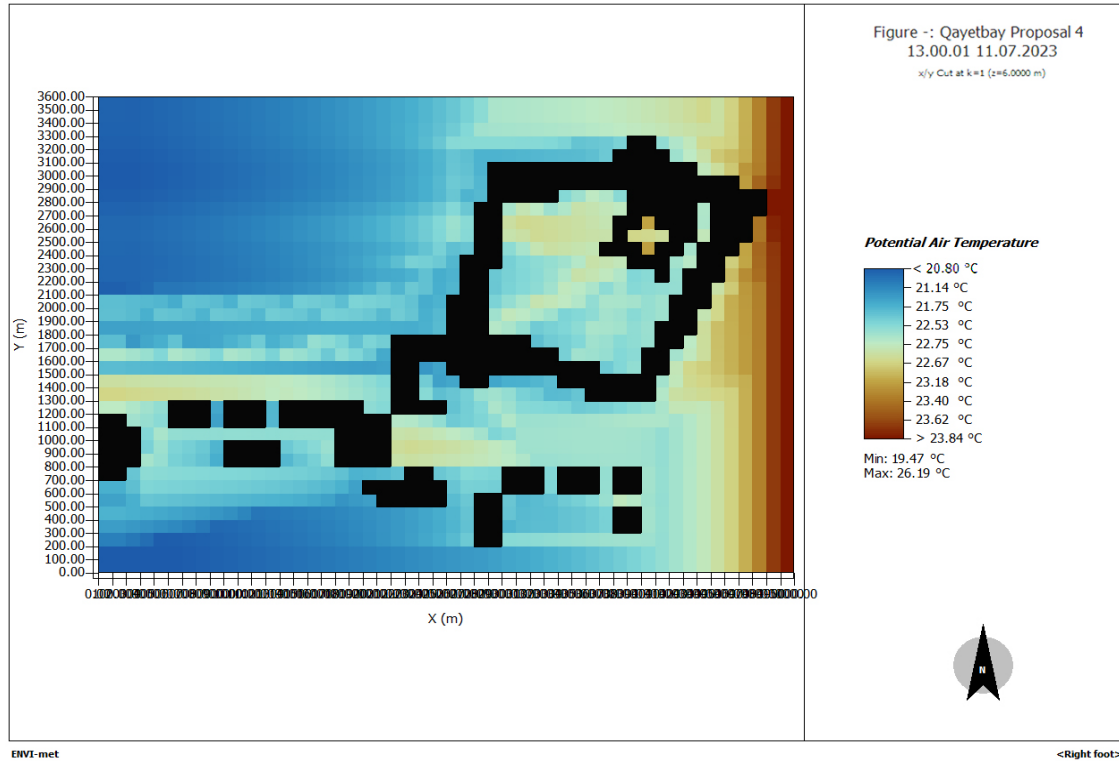 Figure -: Qayetbay Proposal 4
13.00.01 11.07.2023
x/y Cut at k=1 (z=6.0000 m)
3600.00
3500.00
3400.00
3300.00
3200.00
3100.00
3000.00
2900.00
2800.00
2700.00
2600.00
2500.00
2400.00
2300.00
2200.00
2100.00
2000.00
1900.00
1800.00
1700.00
1600.00
1500.00
1400.00
1300.00
1200.00
1100.00
1000.00
900.00
800.00
700.00
600.00
500.00
400.00
300.00
200.00
100.00
0.00
Y (m)
X (m)
Potential Air Temperature
< 20.80 °C
21.14 °C
21.75 °C
22.53 °C
22.75 °C
22.67 °C
23.18 °C
23.40 °C
23.62 °C
> 23.84 °C
Min: 19.47 °C
Max: 26.19 °C
N
ENVI-met
<Right foot>